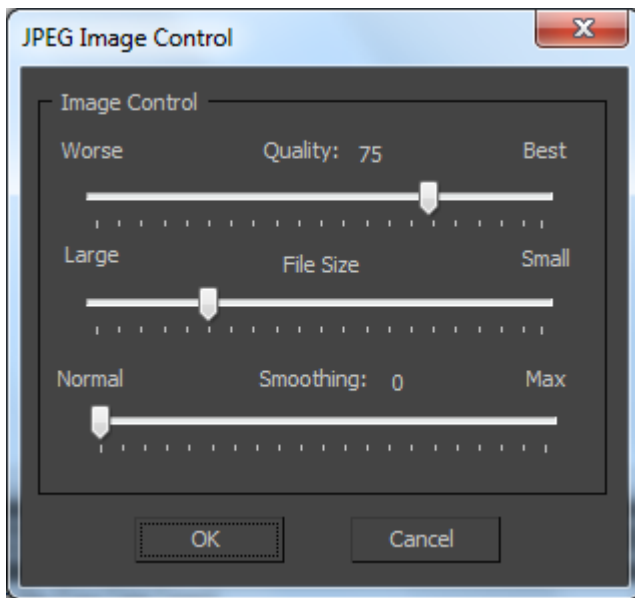 JPEG Image Control
Image Control
Worse Quality: 75 Best
Large File Size Small
Normal Smoothing: 0 Max
OK Cancel